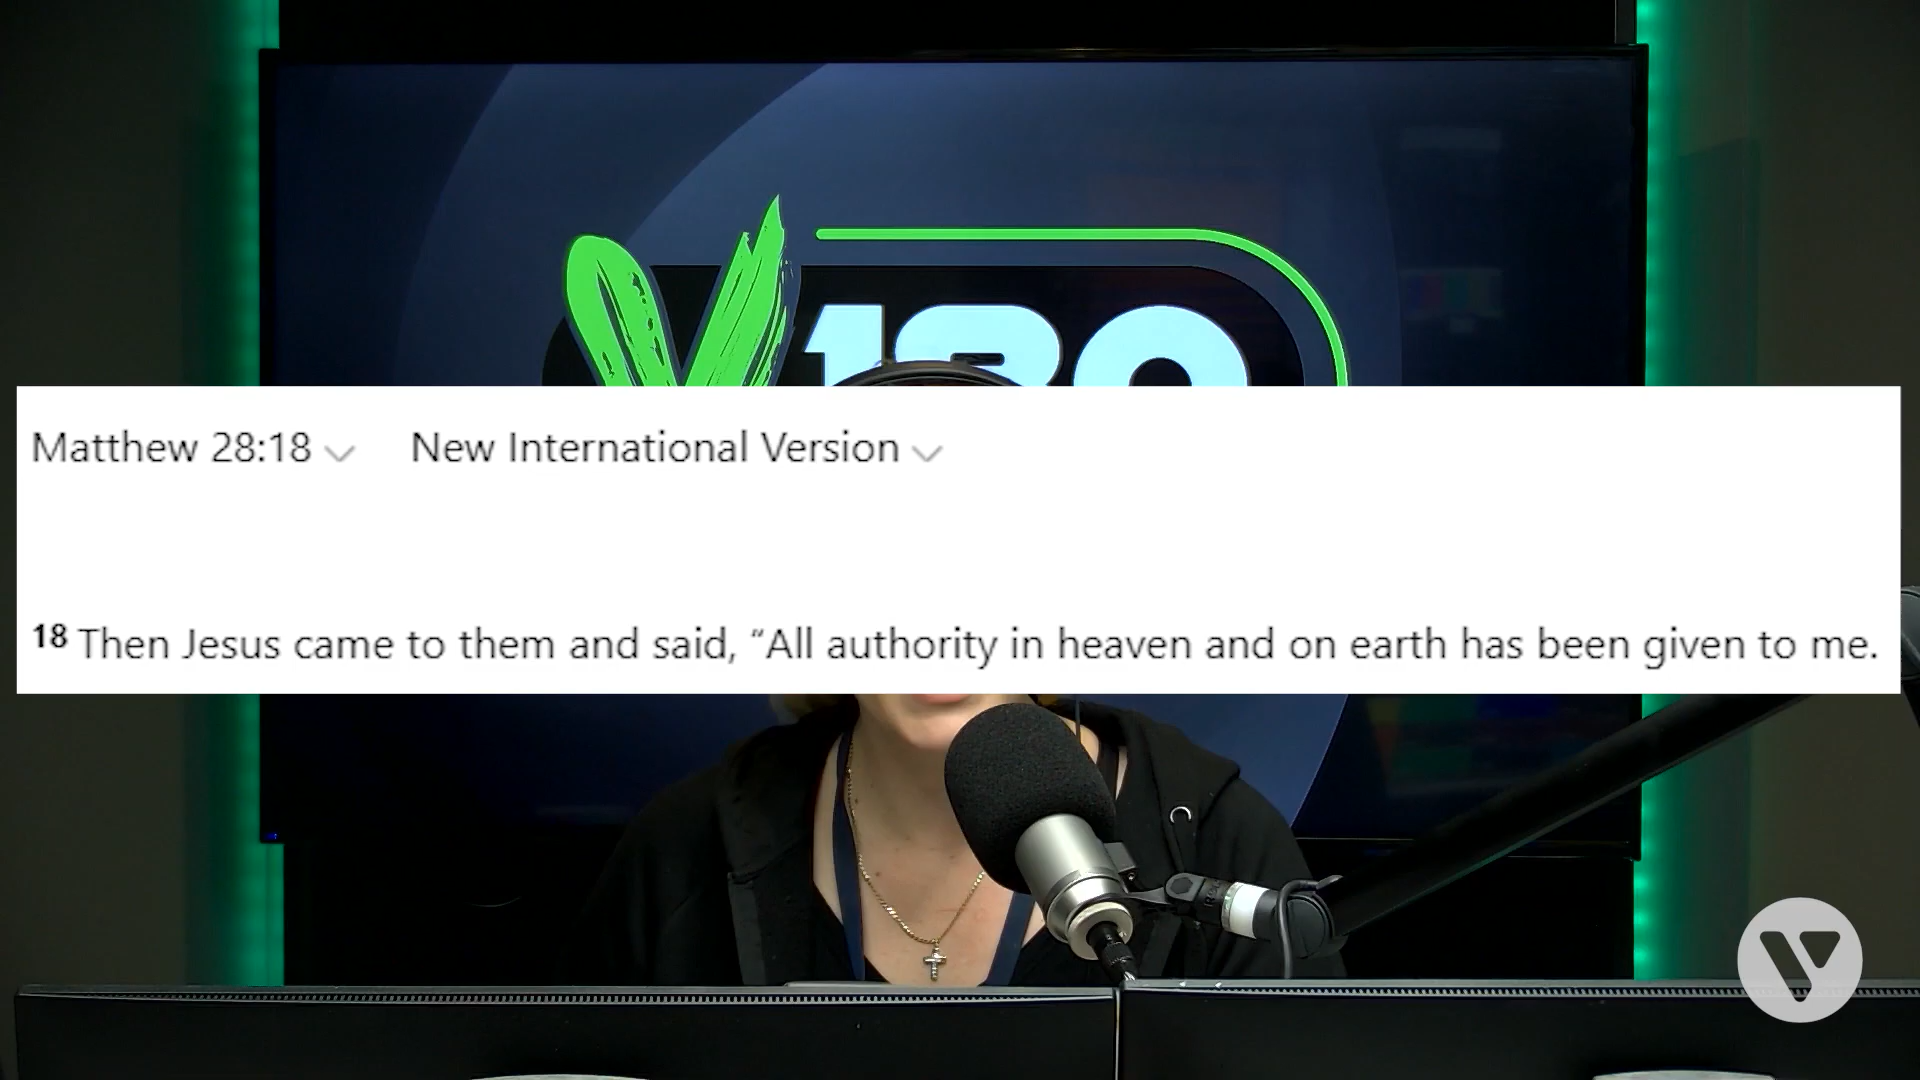 V180
Matthew 28:18 New International Version
18 Then Jesus came to them and said, “All authority in heaven and on earth has been given to me.